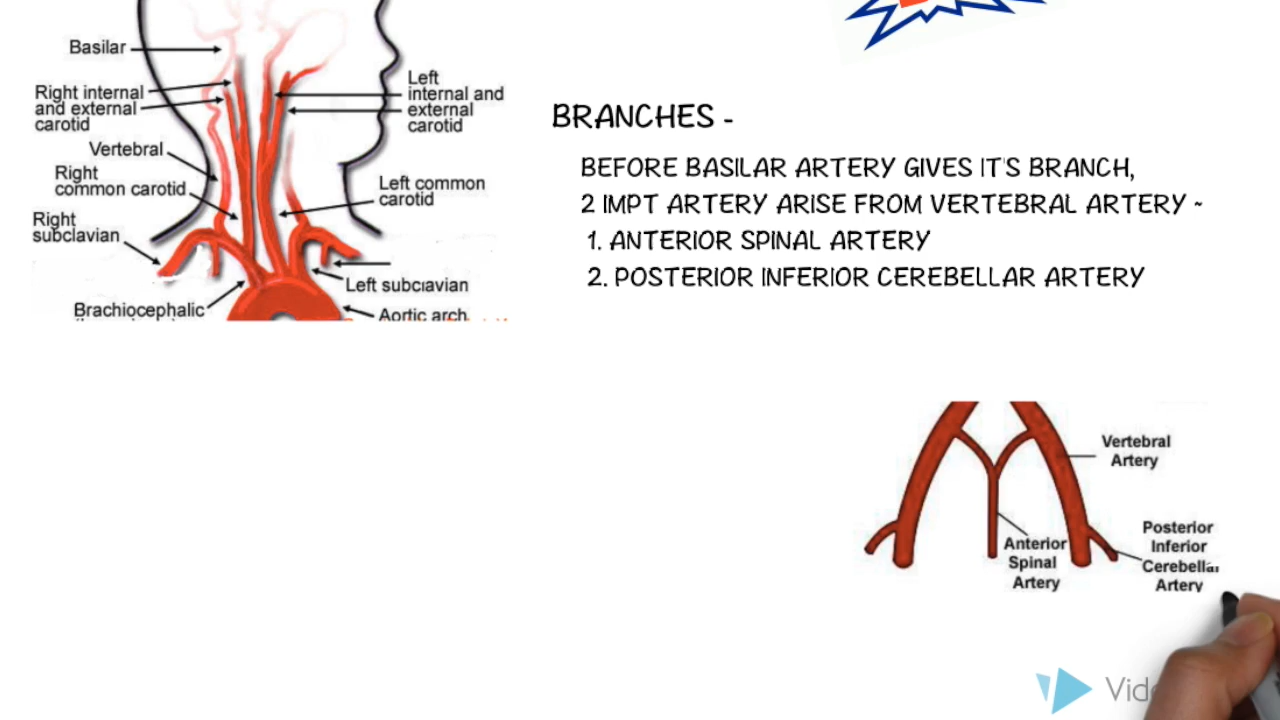 Basilar
Right internal
and external
carotid
Vertebral
Right
common carotid
Right
subclavian
Brachiocephalic
Left
internal and
external
carotid
Left common
carotid
Left subclavian
Aortic arch
BRANCHES -
BEFORE BASILAR ARTERY GIVES IT'S BRANCH,
2 IMPT ARTERY ARISE FROM VERTEBRAL ARTERY ~
1. ANTERIOR SPINAL ARTERY
2. POSTERIOR INFERIOR CEREBELLAR ARTERY
Vertebral
Artery
Anterior
Spinal
Artery
Posterior
Inferior
Cerebellar
Artery